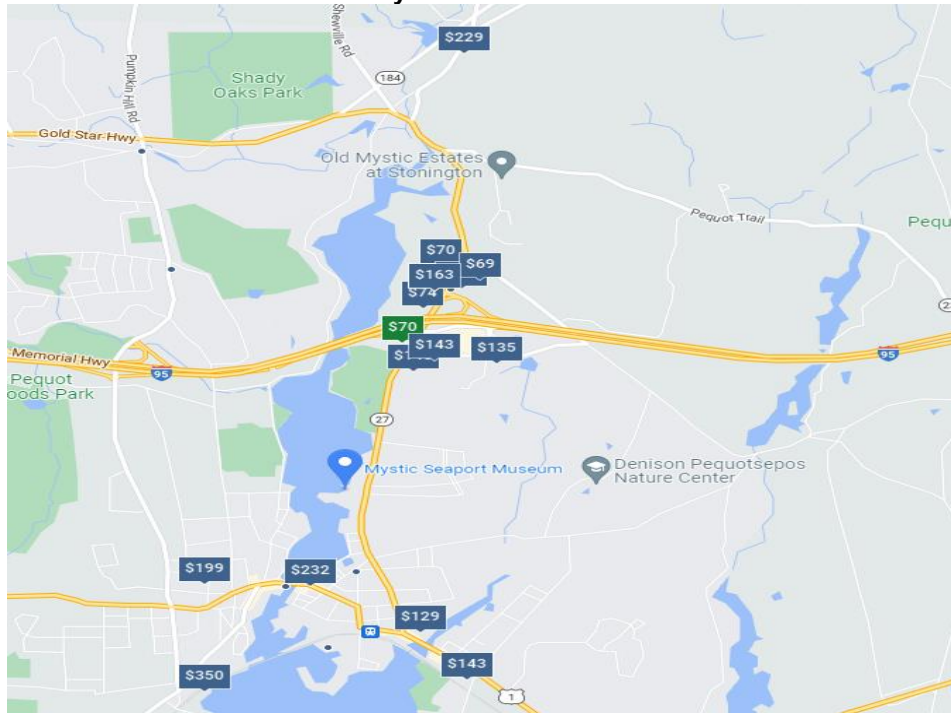 Shewville Rd
$229
184
Shady
Oaks Park
Pumpkin Hill Rd
Gold Star Hwy
Old Mystic Estates
at Stonington
Pequot Trail
$70
$69
$163
$74
$70
$143
$135
Memorial Hwy
95
95
Pequot
oods Park
27
Mystic Seaport Museum
Denison Pequotsepos
Nature Center
$199
$232
$129
$143
$350
1